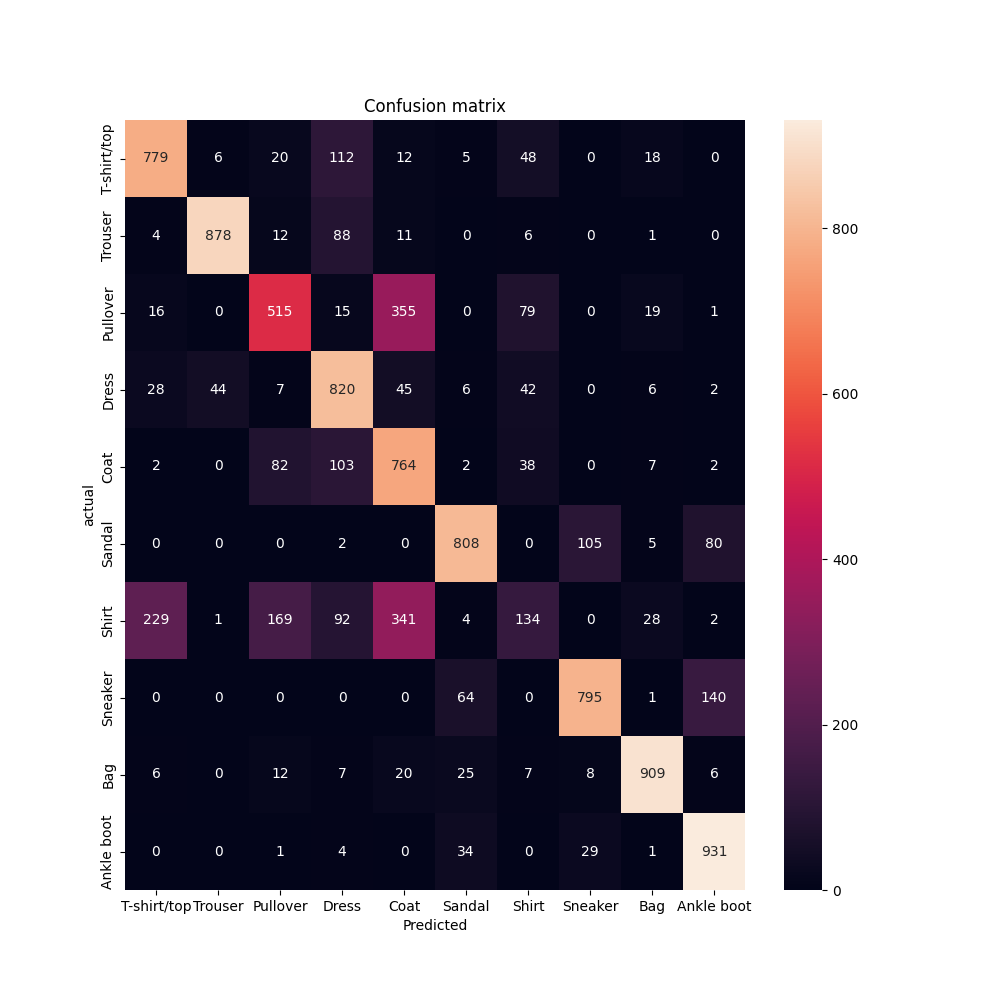 Confusion matrix
T-shirt/top 779 6 20 112 12 5 48 0 18 0
Trouser 4 878 12 88 11 0 6 0 1 0
Pullover 16 0 515 15 355 0 79 0 19 1
Dress 28 44 7 820 45 6 42 0 6 2
Coat 2 0 82 103 764 2 38 0 7 2
Sandal 0 0 0 2 0 808 0 105 5 80
Shirt 229 1 169 92 341 4 134 0 28 2
Sneaker 0 0 0 0 0 64 0 795 1 140
Bag 6 0 12 7 20 25 7 8 909 6
Ankle boot 0 0 1 4 0 34 0 29 1 931
actual
T-shirt/top Trouser Pullover Dress Coat Sandal Shirt Sneaker Bag Ankle boot
Predicted
800
600
400
200
0